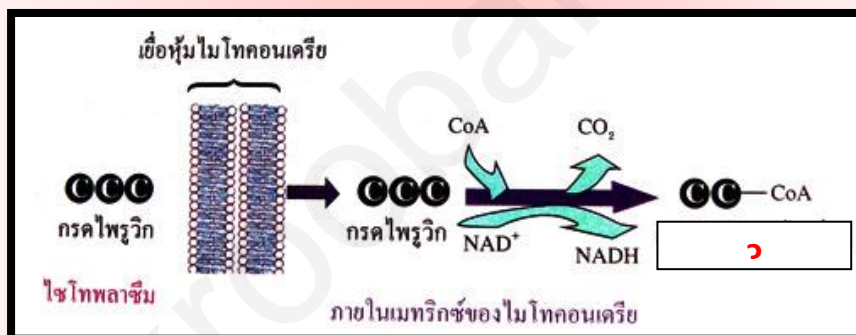 เยื่อหุ้มไมโทคอนเดรีย
CoA
CO₂
CCC
CCC
CC—CoA
กรดไพรูวิก
กรดไพรูวิก
NAD⁺
NADH
ว
ไซโทพลาซึม
ภายในเมทริกซ์ของไมโทคอนเดรีย